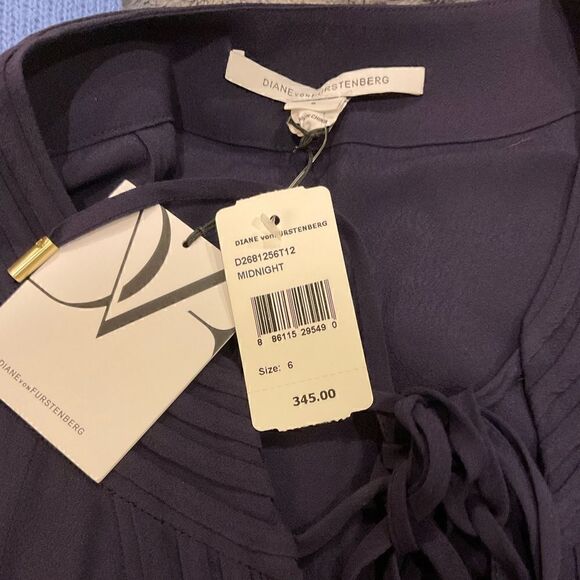 DIANE VON FURSTENBERG
DIANE VON FURSTENBERG
D2681256T12
MIDNIGHT
8 86115 29549 0
Size: 6
345.00
DIANE VON FURSTENBERG